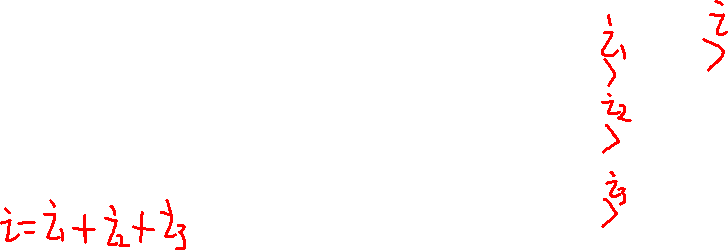 i
i₁
>
>
i₂
>
i₃
>
i=i₁+i₂+i₃